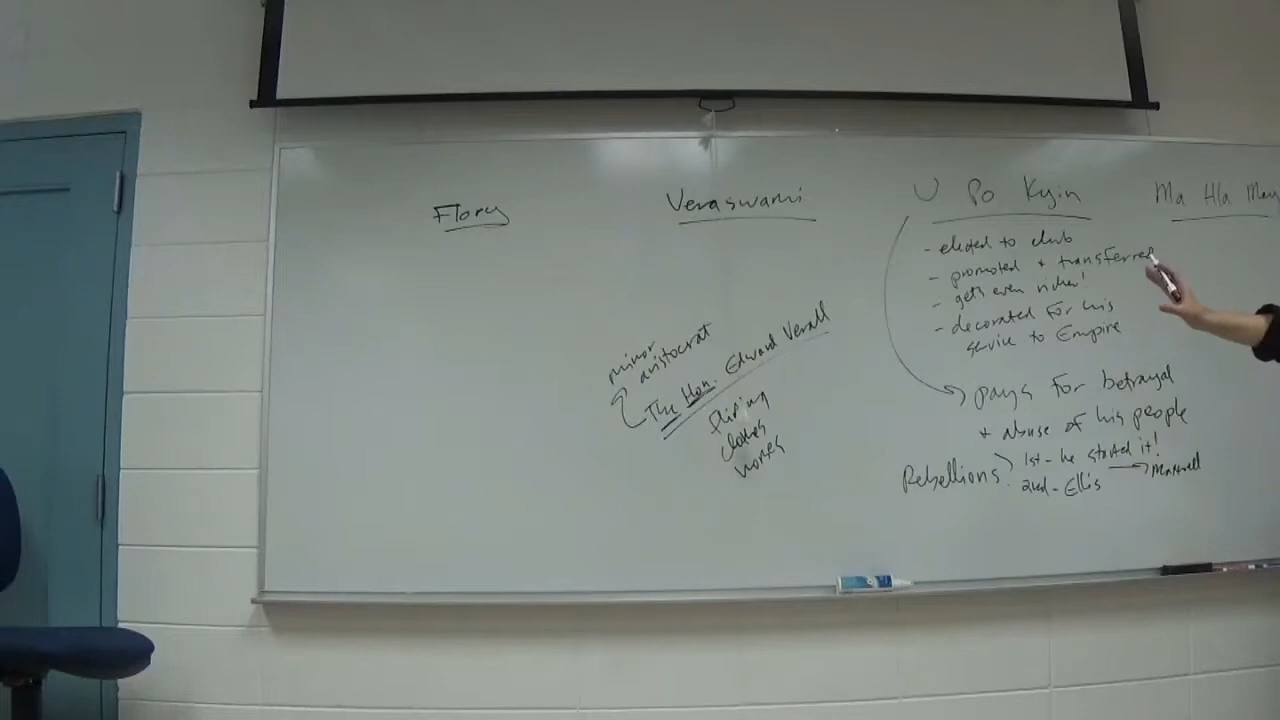 Flory
Veraswami
U Po Kyin
Ma Hla May
- elected to club
- promoted + transferred
- gets even richer!
- decorated for his
service to Empire
pays for betrayal
+ abuse of his people
Rebellions
1st - he started it!
2nd - Ellis → Maxwell
minor
aristocrat
The Hon. Edward Verall
flirting
clothes
horses